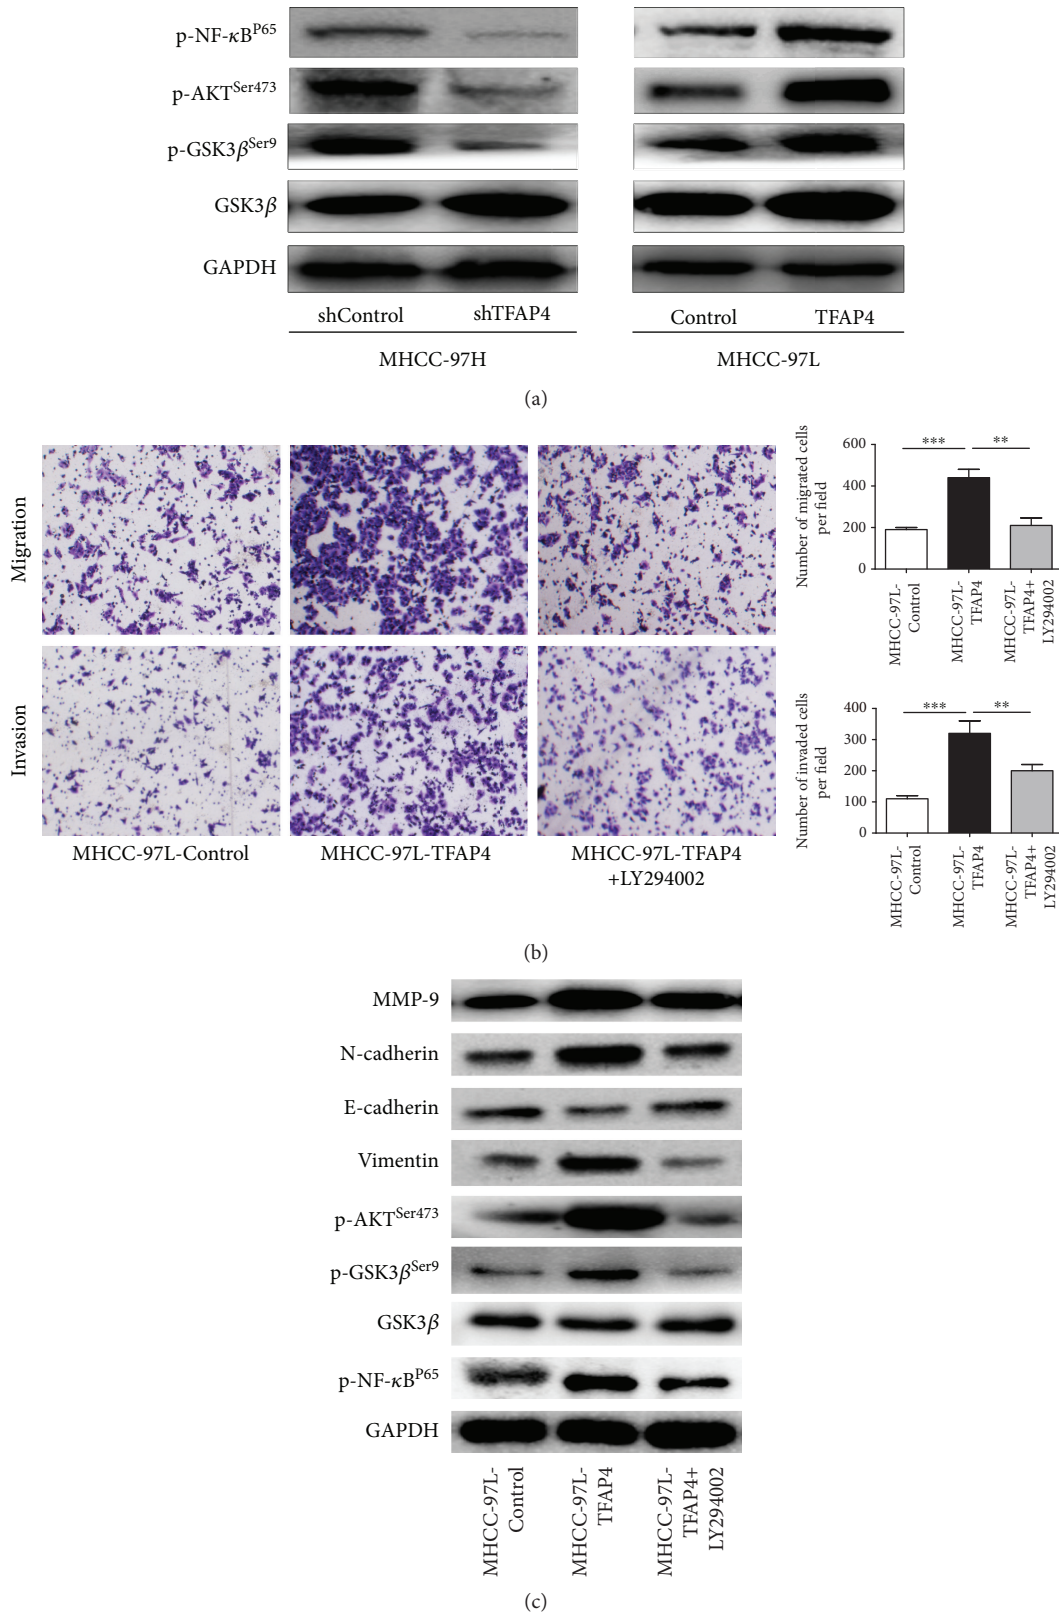 p-NF-κB^P65
p-AKT^Ser473
p-GSK3β^Ser9
GSK3β
GAPDH
shControl shTFAP4 Control TFAP4
MHCC-97H MHCC-97L
(a)
Migration
Invasion
MHCC-97L-Control MHCC-97L-TFAP4 MHCC-97L-TFAP4
+LY294002
Number of migrated cells
per field
600
400
200
0
*** **
MHCC-97L-
Control
MHCC-97L-
TFAP4
MHCC-97L-
TFAP4+
LY294002
Number of invaded cells
per field
400
300
200
100
0
*** **
MHCC-97L-
Control
MHCC-97L-
TFAP4
MHCC-97L-
TFAP4+
LY294002
(b)
MMP-9
N-cadherin
E-cadherin
Vimentin
p-AKT^Ser473
p-GSK3β^Ser9
GSK3β
p-NF-κB^P65
GAPDH
MHCC-97L-
Control
MHCC-97L-
TFAP4
MHCC-97L-
TFAP4+
LY294002
(c)